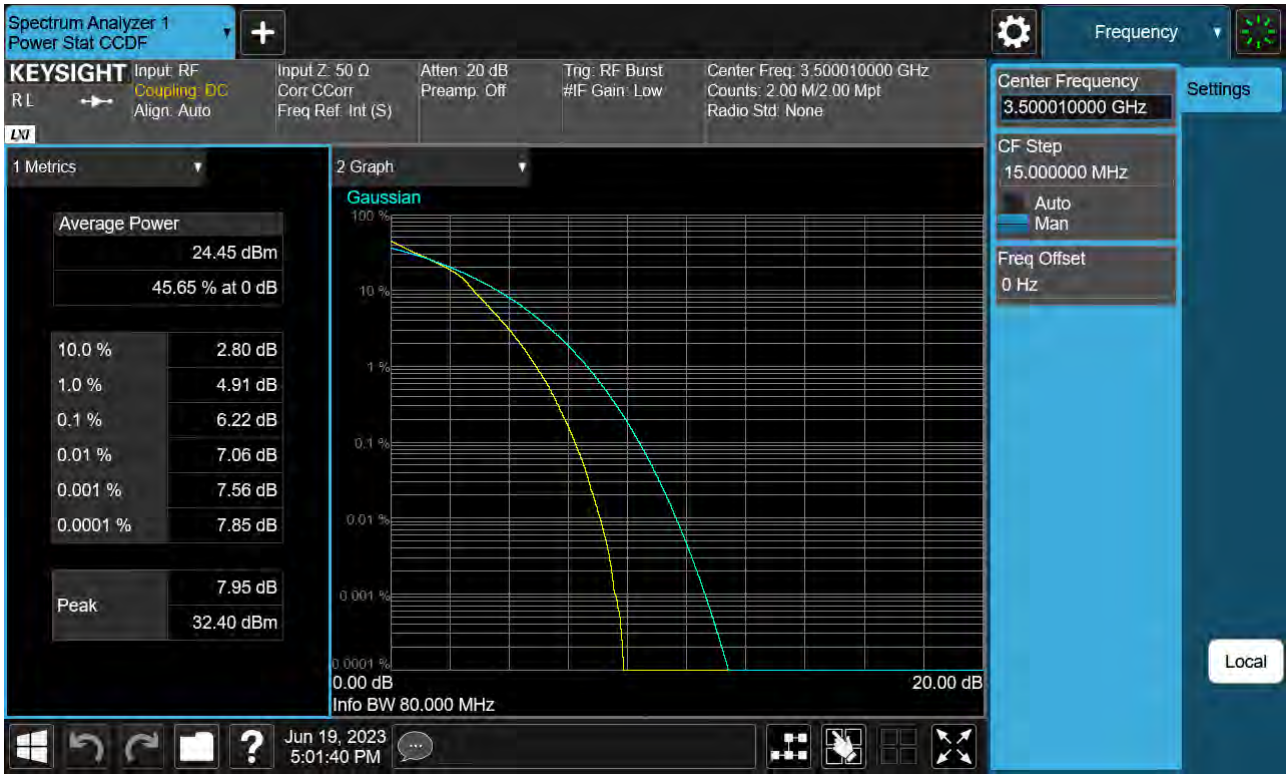 Spectrum Analyzer 1
Power Stat CCDF
+
Frequency
KEYSIGHT
RL
LXI
Input: RF
Coupling: DC
Align: Auto
Input Z: 50 Ω
Corr CCorr
Freq Ref: Int (S)
Atten: 20 dB
Preamp: Off
Trig: RF Burst
#IF Gain: Low
Center Freq: 3.500010000 GHz
Counts: 2.00 M/2.00 Mpt
Radio Std: None
Center Frequency
3.500010000 GHz
Settings
CF Step
15.000000 MHz
Auto
Man
Freq Offset
0 Hz
1 Metrics
Average Power
24.45 dBm
45.65 % at 0 dB
10.0 % 2.80 dB
1.0 % 4.91 dB
0.1 % 6.22 dB
0.01 % 7.06 dB
0.001 % 7.56 dB
0.0001 % 7.85 dB
Peak
7.95 dB
32.40 dBm
2 Graph
Gaussian
100 %
10 %
1 %
0.1 %
0.01 %
0.001 %
0.0001 %
0.00 dB
20.00 dB
Info BW 80.000 MHz
Local
?
Jun 19, 2023
5:01:40 PM